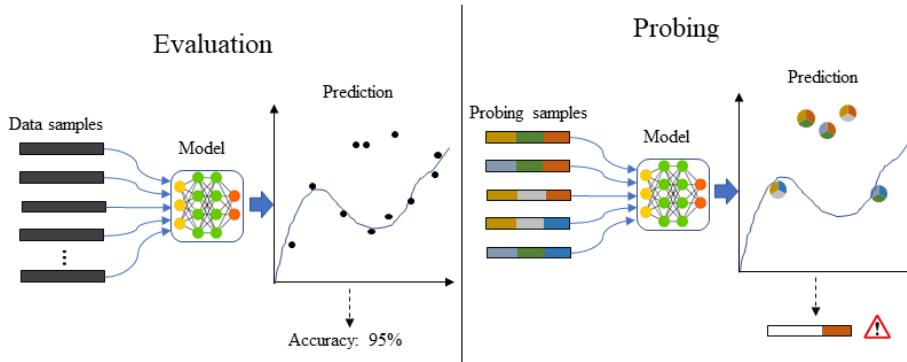 Evaluation
Prediction
Data samples
Model
Accuracy: 95%
Probing
Prediction
Probing samples
Model